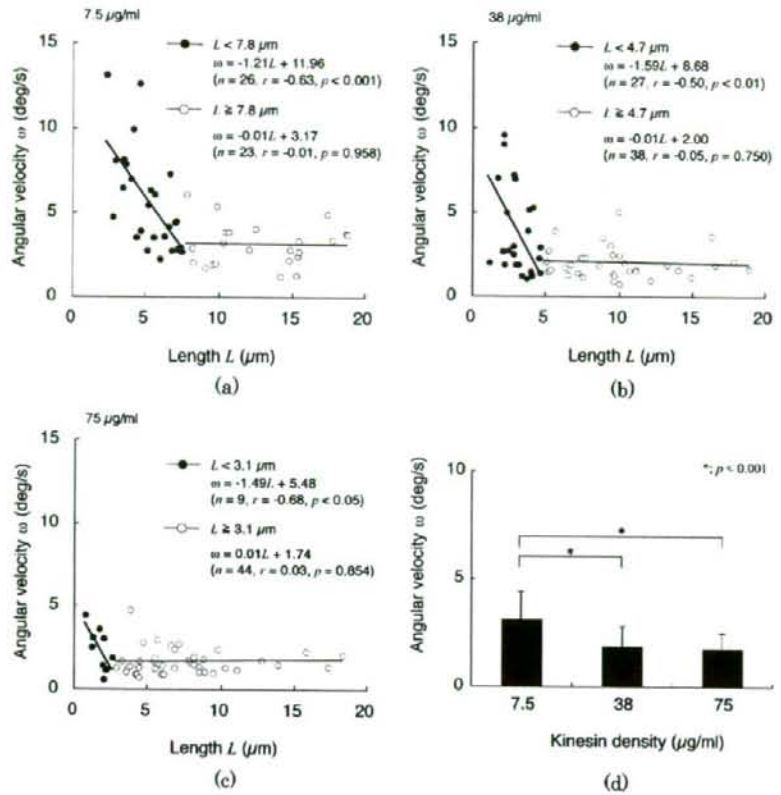 7.5 µg/ml
15
10
5
0
Angular velocity ω (deg/s)
L < 7.8 µm
ω = -1.21L + 11.96
(n = 26, r = -0.63, p < 0.001)
L ≧ 7.8 µm
ω = -0.01L + 3.17
(n = 23, r = -0.01, p = 0.958)
0 5 10 15 20
Length L (µm)
(a)
38 µg/ml
15
10
5
0
Angular velocity ω (deg/s)
L < 4.7 µm
ω = -1.59L + 8.68
(n = 27, r = -0.50, p < 0.01)
L ≧ 4.7 µm
ω = -0.01L + 2.00
(n = 38, r = -0.05, p = 0.750)
0 5 10 15 20
Length L (µm)
(b)
75 µg/ml
15
10
5
0
Angular velocity ω (deg/s)
L < 3.1 µm
ω = -1.49L + 5.48
(n = 9, r = -0.68, p < 0.05)
L ≧ 3.1 µm
ω = 0.01L + 1.74
(n = 44, r = 0.03, p = 0.854)
0 5 10 15 20
Length L (µm)
(c)
10
5
0
Angular velocity ω (deg/s)
*; p < 0.001
*
*
7.5 38 75
Kinesin density (µg/ml)
(d)